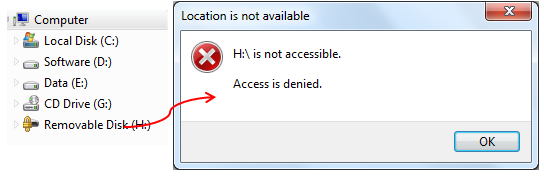 Computer
Local Disk (C:)
Software (D:)
Data (E:)
CD Drive (G:)
Removable Disk (H:)
Location is not available
H:\ is not accessible.
Access is denied.
OK